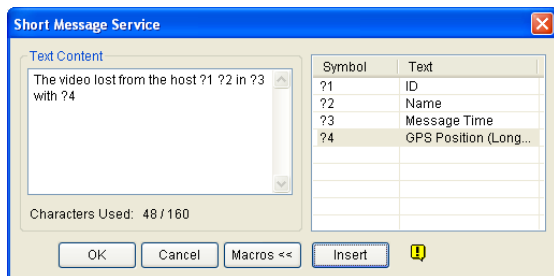 Short Message Service
Text Content
The video lost from the host ?1 ?2 in ?3
with ?4
Characters Used: 48 / 160
Symbol Text
?1 ID
?2 Name
?3 Message Time
?4 GPS Position (Long...
OK Cancel Macros << Insert